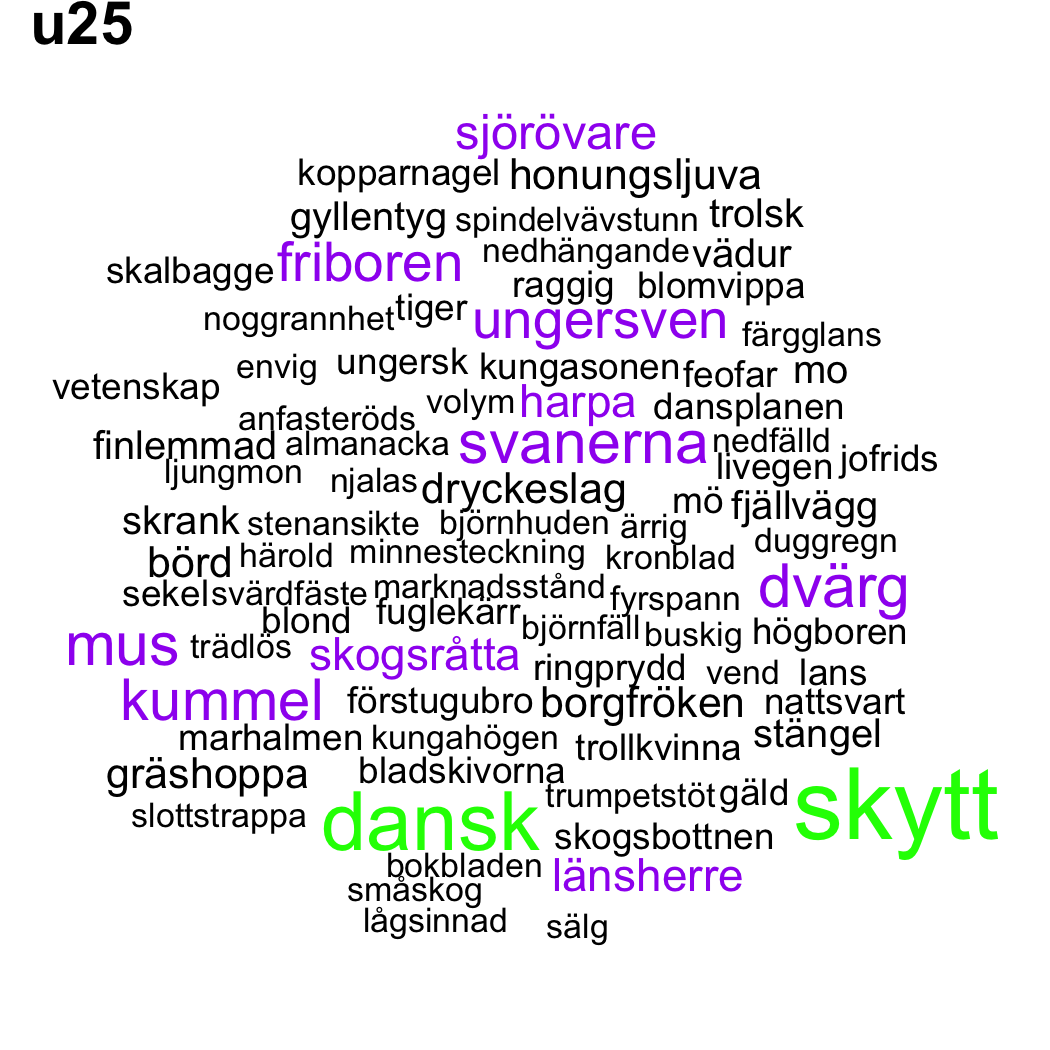 u25
sjörövare
kopparnagel honungsljuva
gyllentyg spindelvävstunn trolsk
skalbagge friboren nedhängande vädur
raggig blomvippa
noggrannhet tiger ungersven färgglans
envig ungersk kungasonen feofar mo
vetenskap
anfasteröds volym harpa dansplanen
finlemmad almanacka svanerna nedfälld jofrids
ljungmon njalas dryckeslag livegen
mö fjällvägg
skrank stenansikte björnhuden ärrig
börd härold minnesteckning kronblad duggregn
sekel svärdfäste marknadsstånd fyrspann dvärg
blond fuglekärr björnfäll buskig högboren
mus trädlös skogsråtta ringprydd vend lans
kummel förstugubro borgfröken nattsvart
marhalmen kungahögen trollkvinna stängel
gräshoppa bladskivorna
slottstrappa dansk trumpetstöt gäld skytt
skogsbottnen
bokbladen länsherre
småskog
lågsinnad sälg